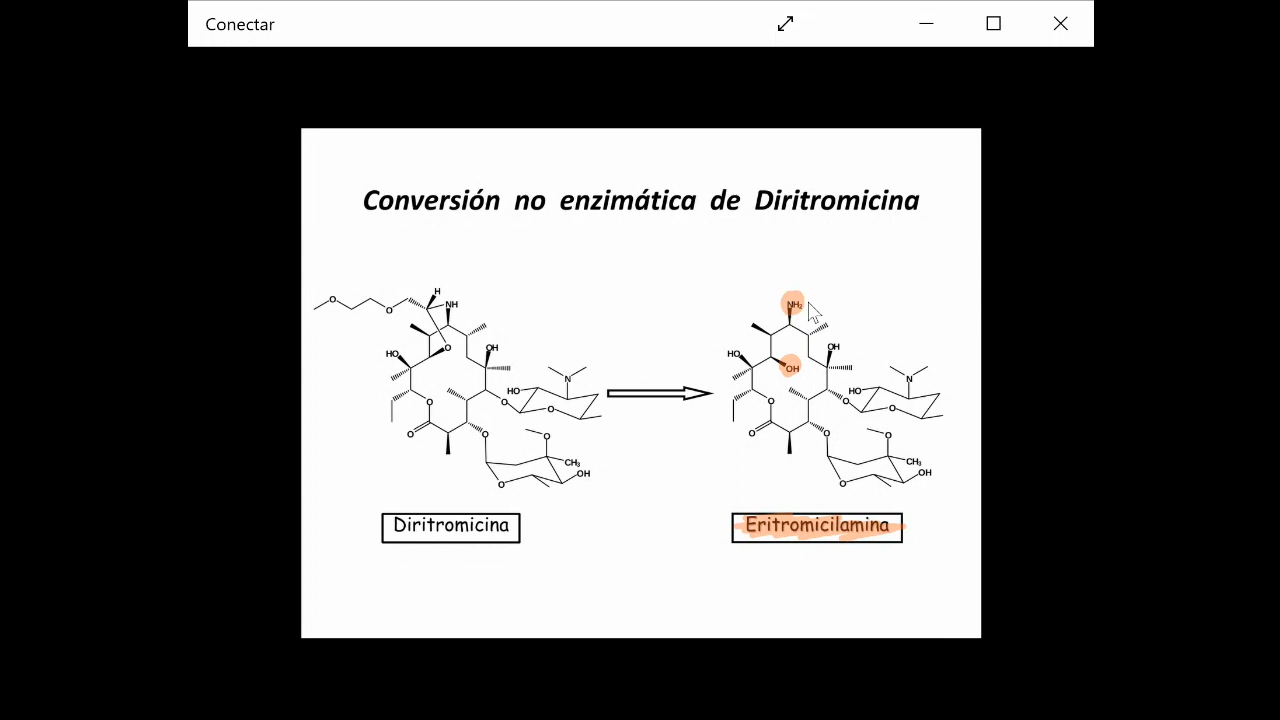 Conectar
Conversión no enzimática de Diritromicina
H
O
O
NH
O
HO
OH
O
O
O
HO
N
O
O
O
CH3
OH
O
NH2
HO
OH
OH
O
O
O
HO
N
O
O
O
CH3
OH
O
Diritromicina
Eritromicilamina